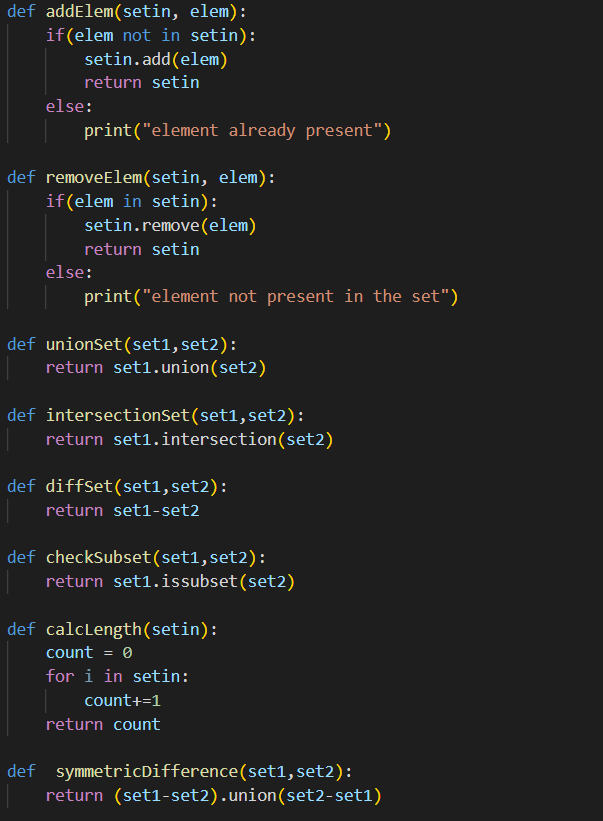 def addElem(setin, elem):
    if(elem not in setin):
        setin.add(elem)
        return setin
    else:
        print("element already present")

def removeElem(setin, elem):
    if(elem in setin):
        setin.remove(elem)
        return setin
    else:
        print("element not present in the set")

def unionSet(set1,set2):
    return set1.union(set2)

def intersectionSet(set1,set2):
    return set1.intersection(set2)

def diffSet(set1,set2):
    return set1-set2

def checkSubset(set1,set2):
    return set1.issubset(set2)

def calcLength(setin):
    count = 0
    for i in setin:
        count+=1
    return count

def  symmetricDifference(set1,set2):
    return (set1-set2).union(set2-set1)